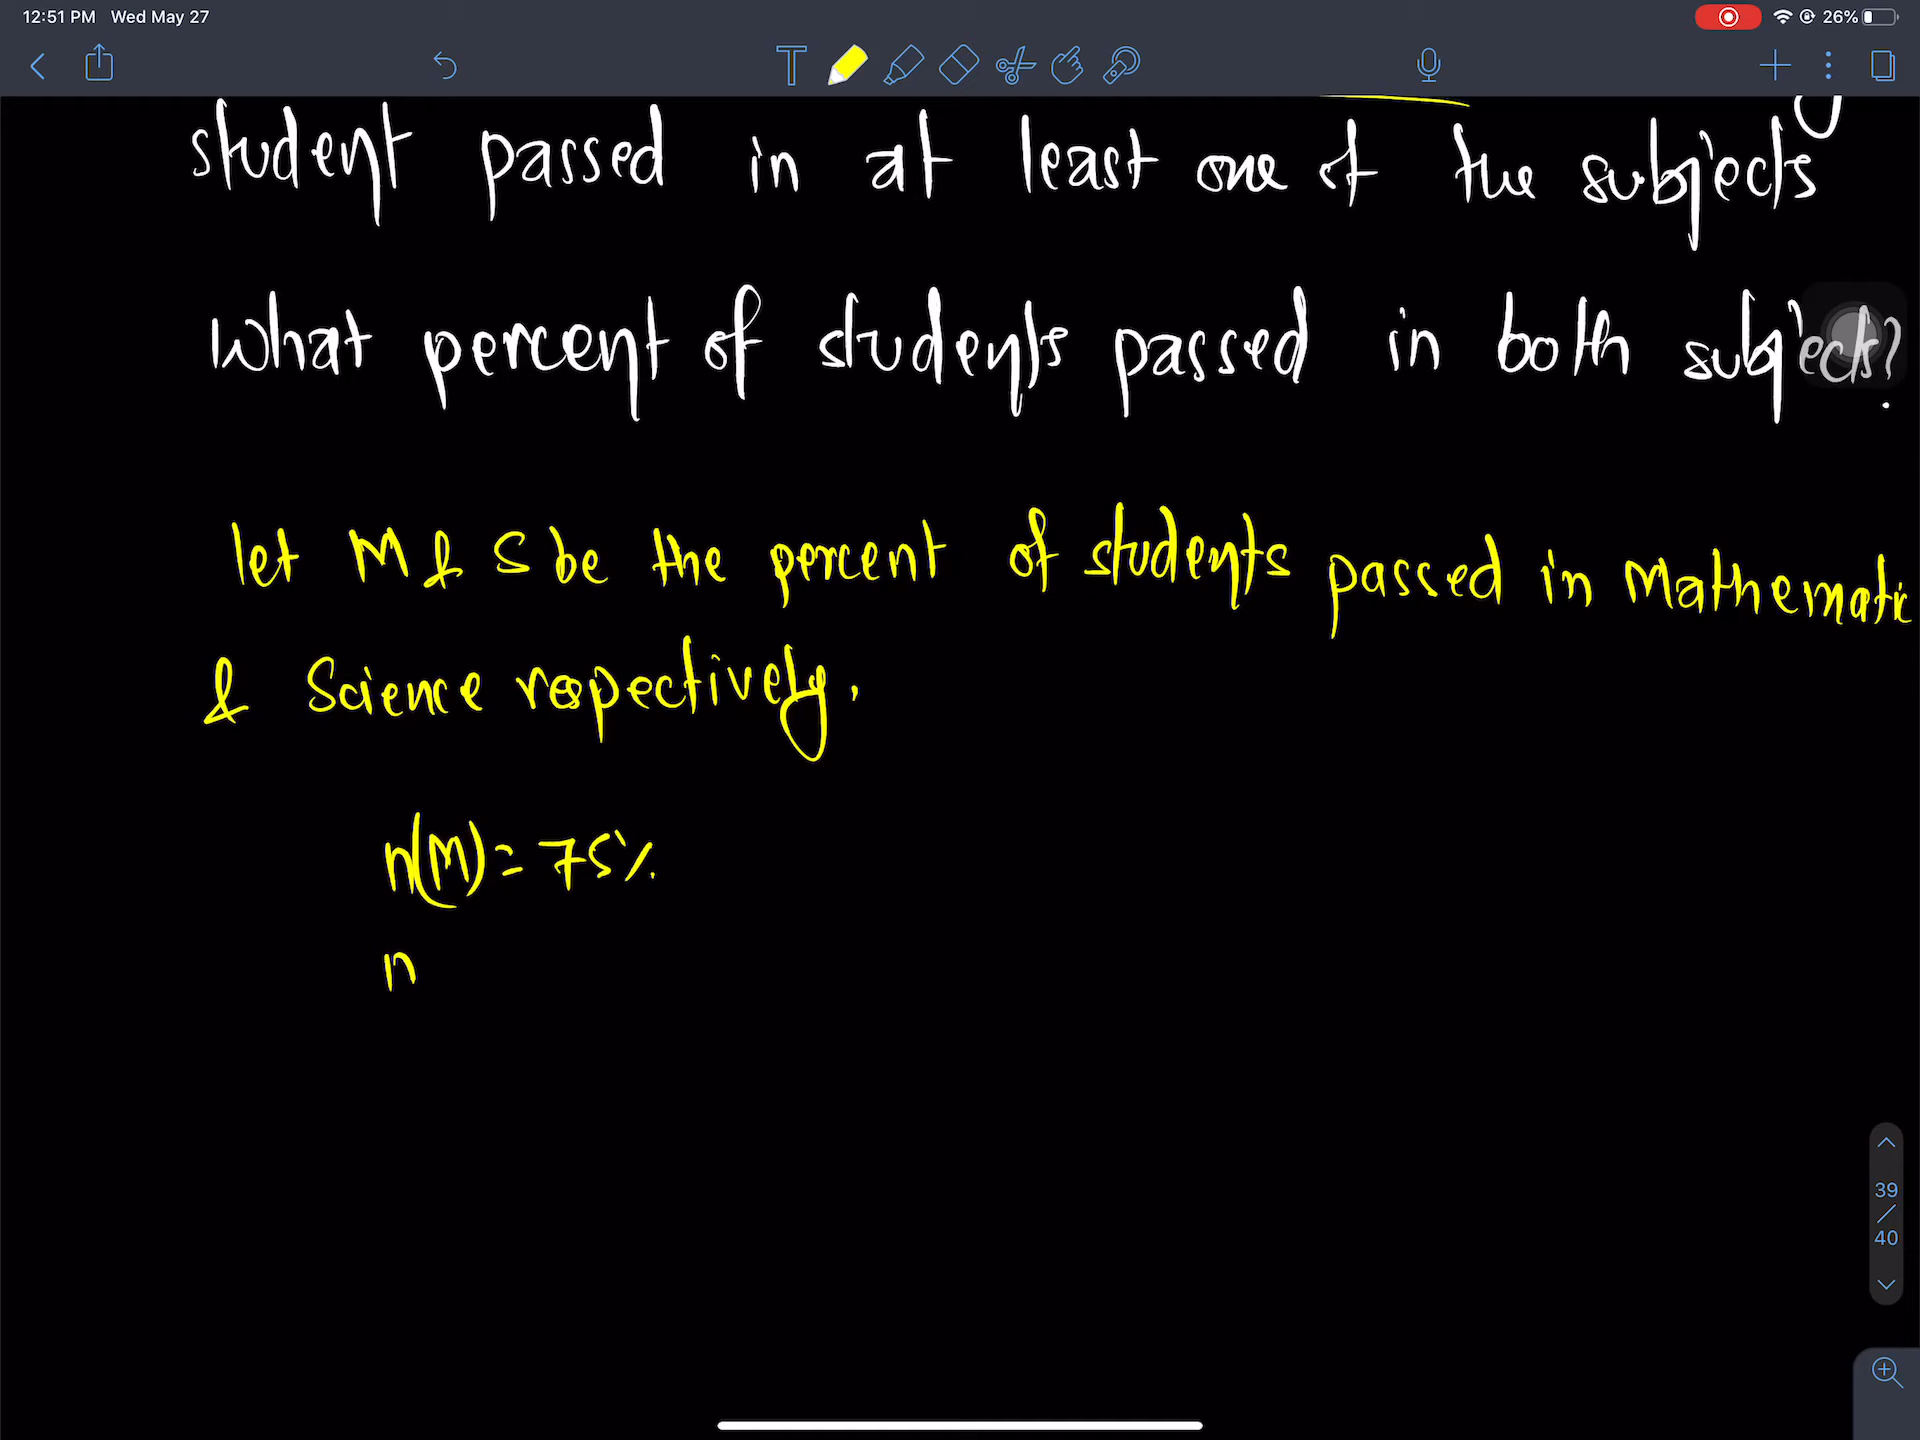 12:51 PM Wed May 27
26%
T
student passed in at least one of the subjects
What percent of students passed in both subjects?
let M & S be the percent of students passed in Mathematic
& Science respectively.
n(M) = 75%
n
39
/
40